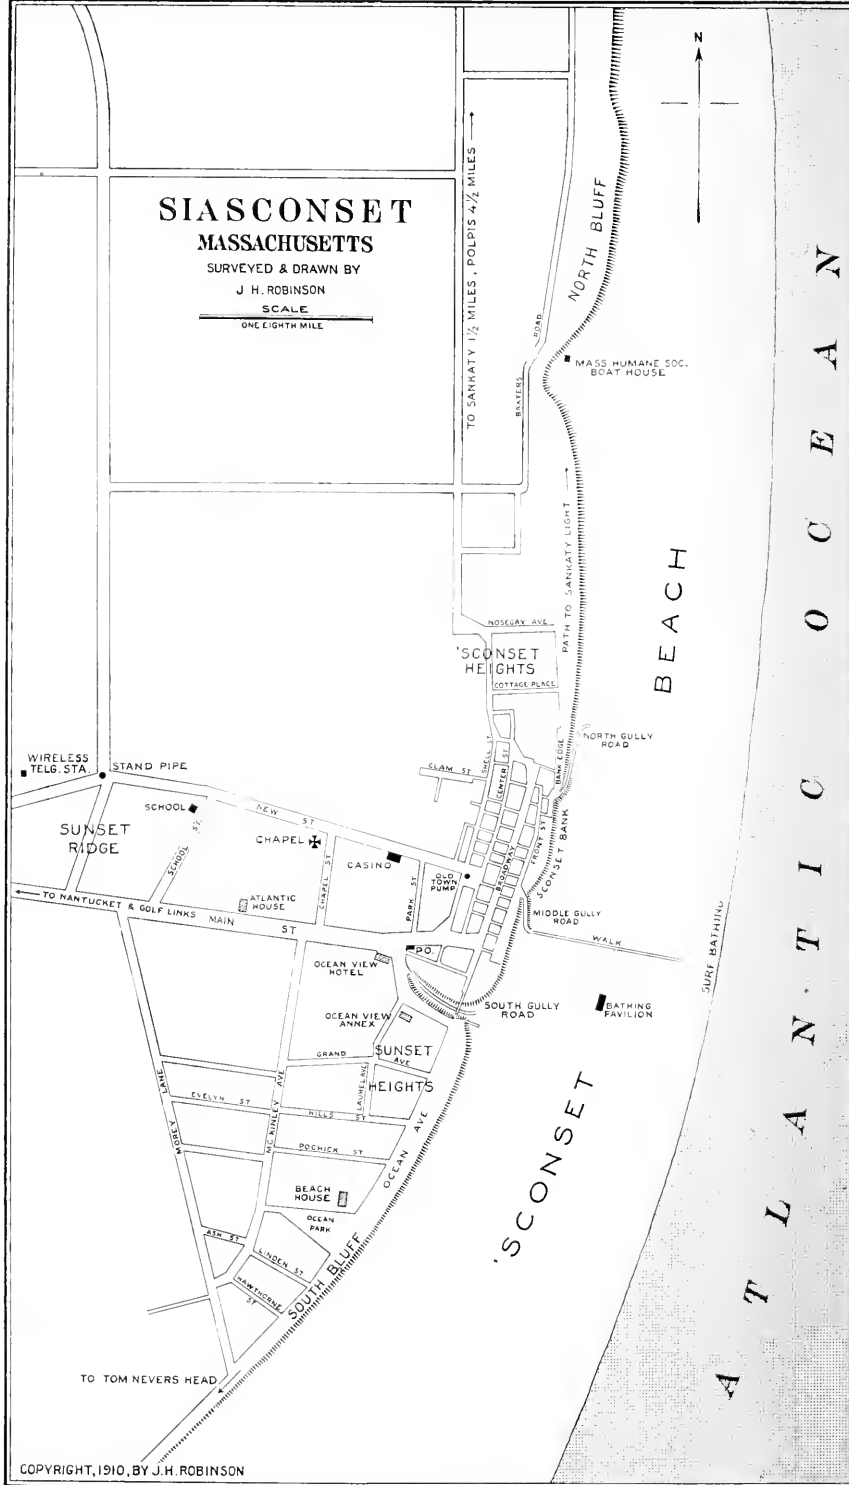 SIASCONSET
MASSACHUSETTS
SURVEYED & DRAWN BY
J H. ROBINSON
SCALE
ONE EIGHTH MILE
N
TO SANKATY 1½ MILES, POLPIS 4½ MILES
NORTH BLUFF
BAXTERS ROAD
MASS HUMANE SOC.
BOAT HOUSE
PATH TO SANKATY LIGHT
BEACH
ATLANTIC OCEAN
NOSEGAY AVE
'SCONSET
HEIGHTS
COTTAGE PLACE
NORTH GULLY
ROAD
BANK EDGE
SHELL ST
CENTER ST
CLAM ST
WIRELESS
TELG. STA.
STAND PIPE
SCHOOL
SCHOOL ST.
NEW ST
SUNSET
RIDGE
CHAPEL
CHAPEL ST
CASINO
OLD
TOWN
PUMP
PARK ST
BROADWAY
FRONT ST
SCONSET BANK
TO NANTUCKET & GOLF LINKS
MAIN ST
ATLANTIC
HOUSE
MIDDLE GULLY
ROAD
WALK
SURF BATHING
P.O.
OCEAN VIEW
HOTEL
OCEAN VIEW
ANNEX
SOUTH GULLY
ROAD
BATHING
PAVILION
GRAND AVE
SUNSET
HEIGHTS
LAUREL AVE
EVELYN ST
HILLS ST
MOREY LANE
MC KINLEY AVE
POCHICK ST
OCEAN AVE
'SCONSET
BEACH
HOUSE
OCEAN
PARK
ASH ST
LINDEN ST
HAWTHORNE
ST
SOUTH BLUFF
TO TOM NEVERS HEAD
COPYRIGHT, 1910, BY J.H. ROBINSON